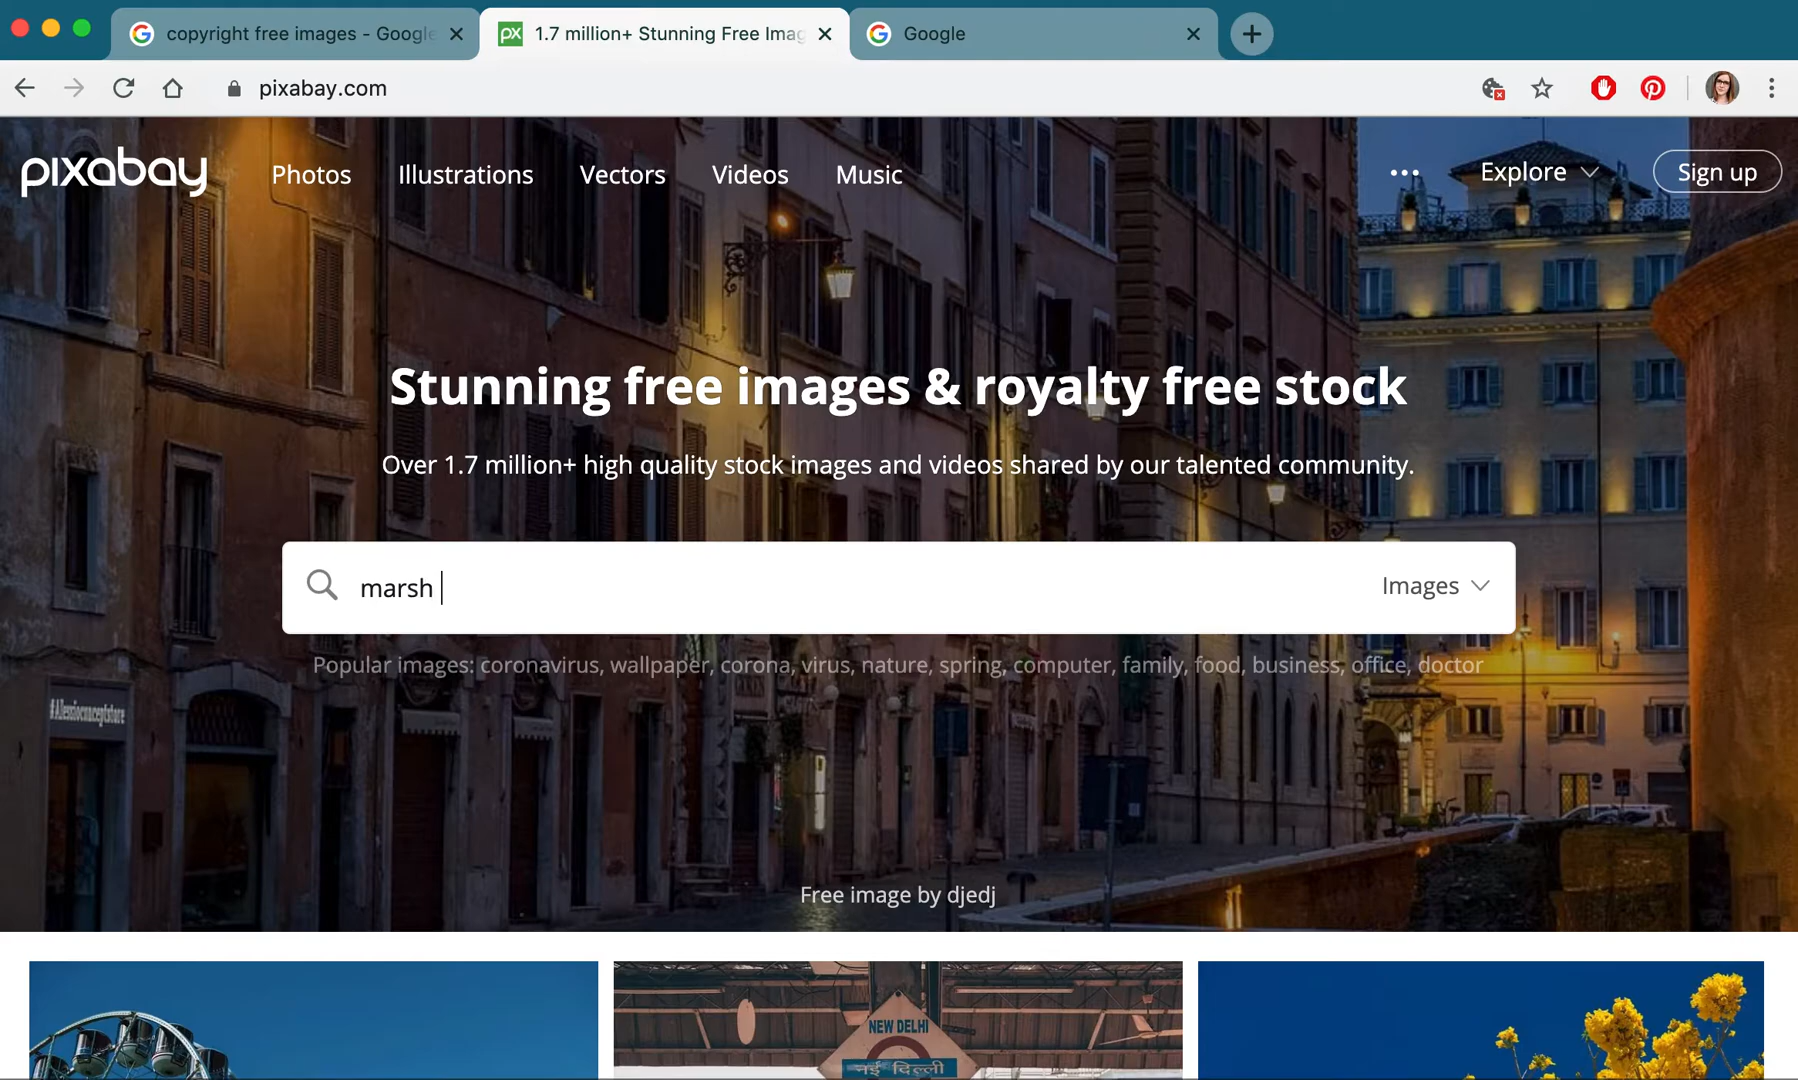 copyright free images - Google
1.7 million+ Stunning Free Imag
Google
pixabay.com
pixabay
Photos
Illustrations
Vectors
Videos
Music
Explore
Sign up
Stunning free images & royalty free stock
Over 1.7 million+ high quality stock images and videos shared by our talented community.
marsh
Images
Popular images: coronavirus, wallpaper, corona, virus, nature, spring, computer, family, food, business, office, doctor
#Alessioconceptstore
Free image by djedj
NEW DELHI
नई दिल्ली